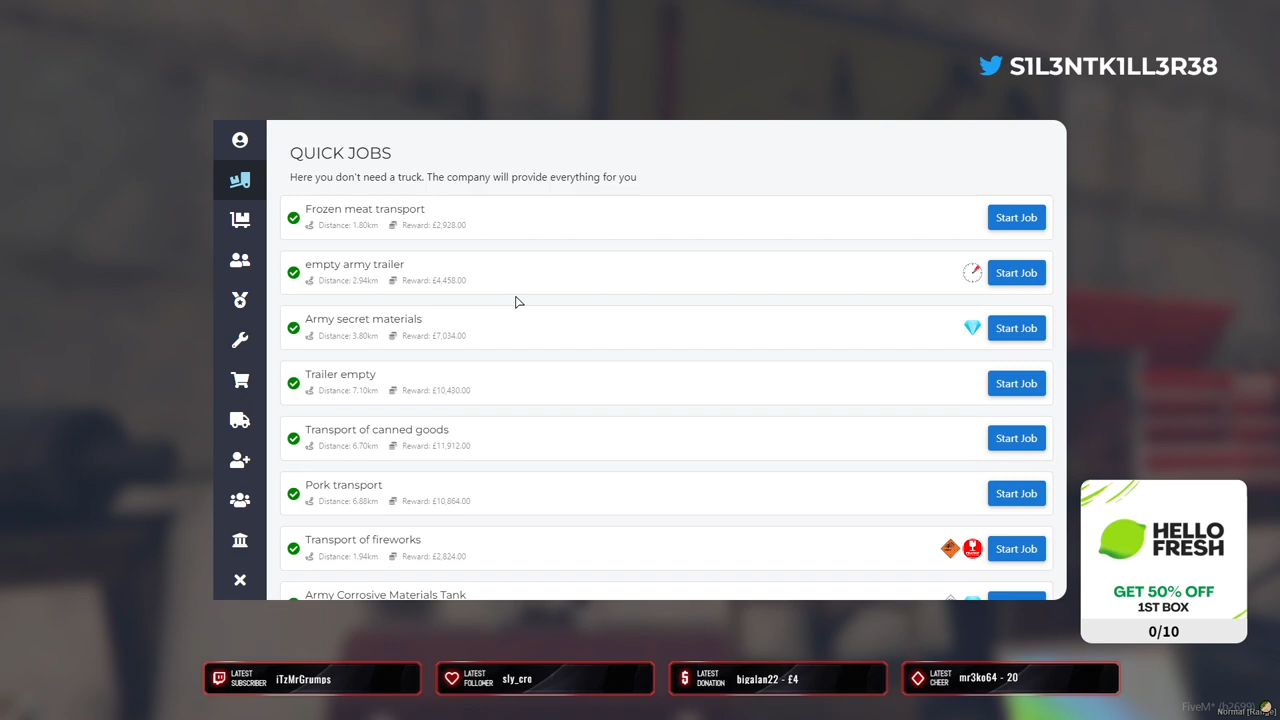 S1L3NTK1LL3R38
QUICK JOBS
Here you don't need a truck. The company will provide everything for you
Frozen meat transport
Distance: 1.80km Reward: £2,928.00
Start Job
empty army trailer
Distance: 2.94km Reward: £4,458.00
Start Job
Army secret materials
Distance: 3.80km Reward: £7,034.00
Start Job
Trailer empty
Distance: 7.10km Reward: £10,430.00
Start Job
Transport of canned goods
Distance: 6.70km Reward: £11,912.00
Start Job
Pork transport
Distance: 6.88km Reward: £10,864.00
Start Job
Transport of fireworks
Distance: 1.94km Reward: £2,824.00
Start Job
Army Corrosive Materials Tank
HELLO
FRESH
GET 50% OFF
1ST BOX
0/10
LATEST
SUBSCRIBER
iTzMrGrumps
LATEST
FOLLOWER
sly_cro
LATEST
DONATION
bigalan22 - £4
LATEST
CHEER
mr3ko64 - 20
FiveM* (b2699)
Normal [Range]